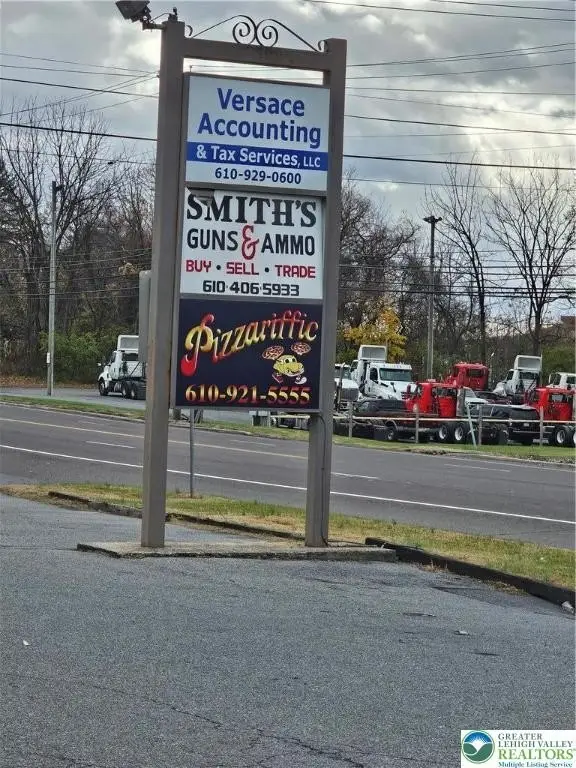 Versace
Accounting
& Tax Services, LLC
610-929-0600
SMITH'S
GUNS & AMMO
BUY • SELL • TRADE
610•406•5933
Pizzariffic
610-921-5555
GREATER
LEHIGH VALLEY
REALTORS®
Multiple Listing Service